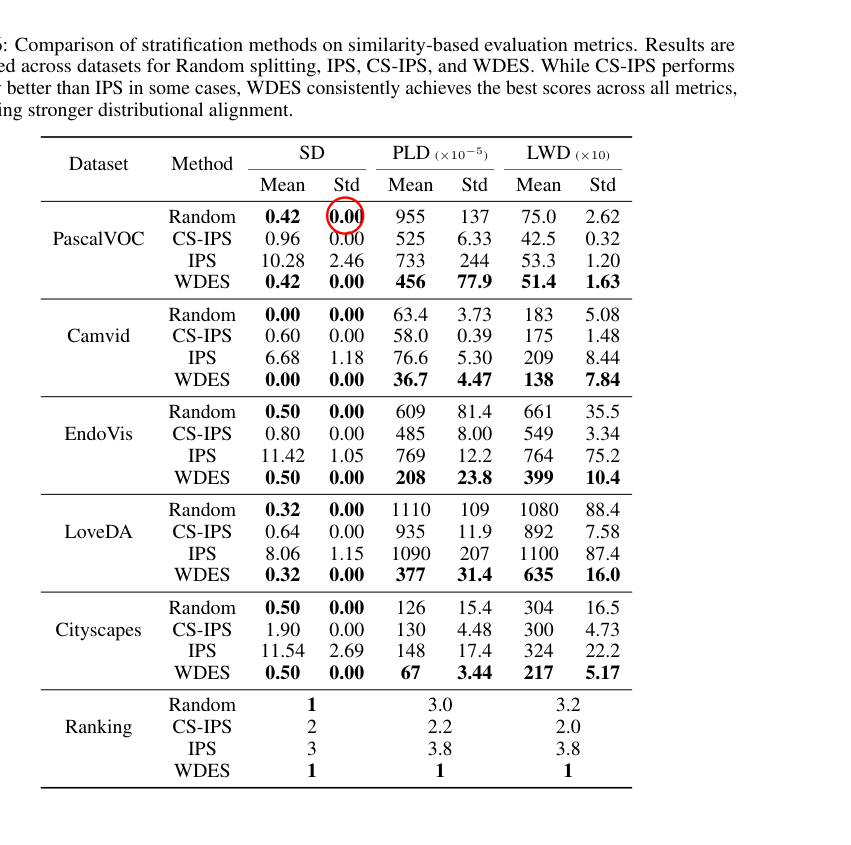 : Comparison of stratification methods on similarity-based evaluation metrics. Results are
across datasets for Random splitting, IPS, CS-IPS, and WDES. While CS-IPS performs
better than IPS in some cases, WDES consistently achieves the best scores across all metrics,
stronger distributional alignment.
Dataset Method SD PLD (×10⁻⁵) LWD (×10)
Mean Std Mean Std Mean Std
Random 0.42 0.00 955 137 75.0 2.62
PascalVOC CS-IPS 0.96 0.00 525 6.33 42.5 0.32
IPS 10.28 2.46 733 244 53.3 1.20
WDES 0.42 0.00 456 77.9 51.4 1.63
Random 0.00 0.00 63.4 3.73 183 5.08
Camvid CS-IPS 0.60 0.00 58.0 0.39 175 1.48
IPS 6.68 1.18 76.6 5.30 209 8.44
WDES 0.00 0.00 36.7 4.47 138 7.84
Random 0.50 0.00 609 81.4 661 35.5
EndoVis CS-IPS 0.80 0.00 485 8.00 549 3.34
IPS 11.42 1.05 769 12.2 764 75.2
WDES 0.50 0.00 208 23.8 399 10.4
Random 0.32 0.00 1110 109 1080 88.4
LoveDA CS-IPS 0.64 0.00 935 11.9 892 7.58
IPS 8.06 1.15 1090 207 1100 87.4
WDES 0.32 0.00 377 31.4 635 16.0
Random 0.50 0.00 126 15.4 304 16.5
Cityscapes CS-IPS 1.90 0.00 130 4.48 300 4.73
IPS 11.54 2.69 148 17.4 324 22.2
WDES 0.50 0.00 67 3.44 217 5.17
Random 1 3.0 3.2
Ranking CS-IPS 2 2.2 2.0
IPS 3 3.8 3.8
WDES 1 1 1